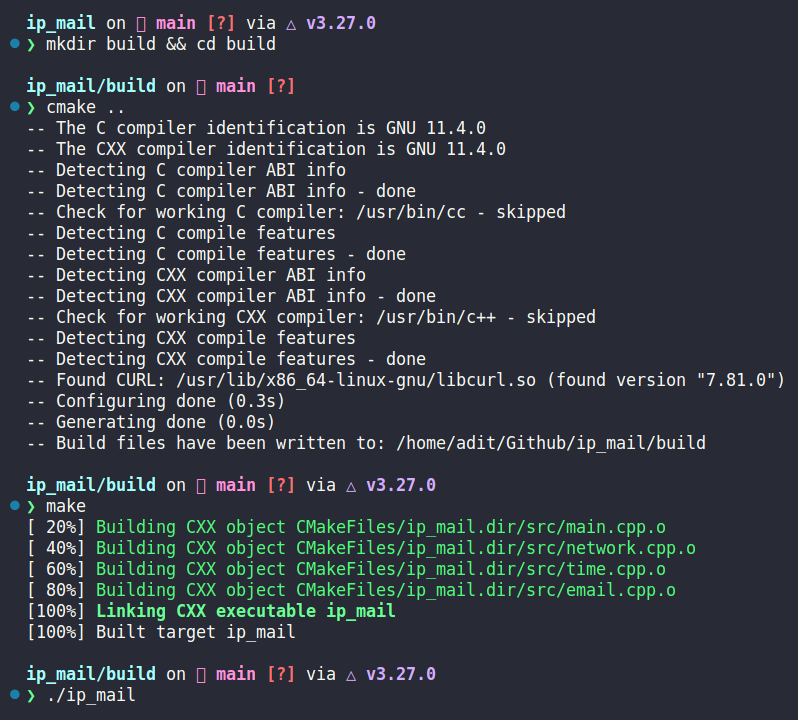 ip_mail on main [?] via △ v3.27.0
❯ mkdir build && cd build
ip_mail/build on main [?]
❯ cmake ..
-- The C compiler identification is GNU 11.4.0
-- The CXX compiler identification is GNU 11.4.0
-- Detecting C compiler ABI info
-- Detecting C compiler ABI info - done
-- Check for working C compiler: /usr/bin/cc - skipped
-- Detecting C compile features
-- Detecting C compile features - done
-- Detecting CXX compiler ABI info
-- Detecting CXX compiler ABI info - done
-- Check for working CXX compiler: /usr/bin/c++ - skipped
-- Detecting CXX compile features
-- Detecting CXX compile features - done
-- Found CURL: /usr/lib/x86_64-linux-gnu/libcurl.so (found version "7.81.0")
-- Configuring done (0.3s)
-- Generating done (0.0s)
-- Build files have been written to: /home/adit/Github/ip_mail/build
ip_mail/build on main [?] via △ v3.27.0
❯ make
[ 20%] Building CXX object CMakeFiles/ip_mail.dir/src/main.cpp.o
[ 40%] Building CXX object CMakeFiles/ip_mail.dir/src/network.cpp.o
[ 60%] Building CXX object CMakeFiles/ip_mail.dir/src/time.cpp.o
[ 80%] Building CXX object CMakeFiles/ip_mail.dir/src/email.cpp.o
[100%] Linking CXX executable ip_mail
[100%] Built target ip_mail
ip_mail/build on main [?] via △ v3.27.0
❯ ./ip_mail